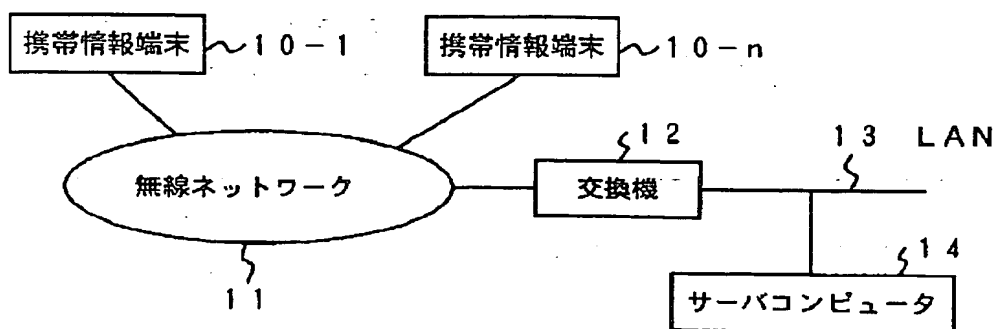 携帯情報端末 10-1
携帯情報端末 10-n
12
13 LAN
無線ネットワーク
交換機
14
11
サーバコンピュータ